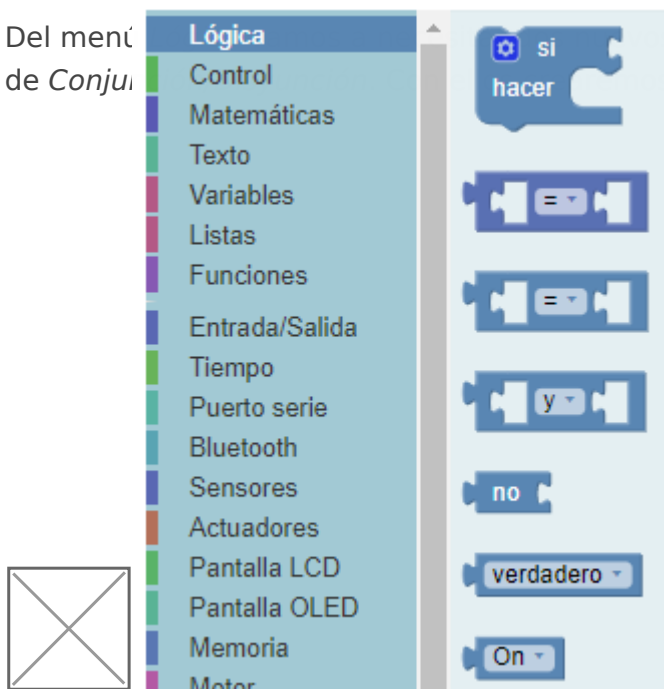 Del menú
de
Lógica
Control
Matemáticas
Texto
Variables
Listas
Funciones
Entrada/Salida
Tiempo
Puerto serie
Bluetooth
Sensores
Actuadores
Pantalla LCD
Pantalla OLED
Memoria
Motor
si
hacer
=
=
y
no
verdadero
On